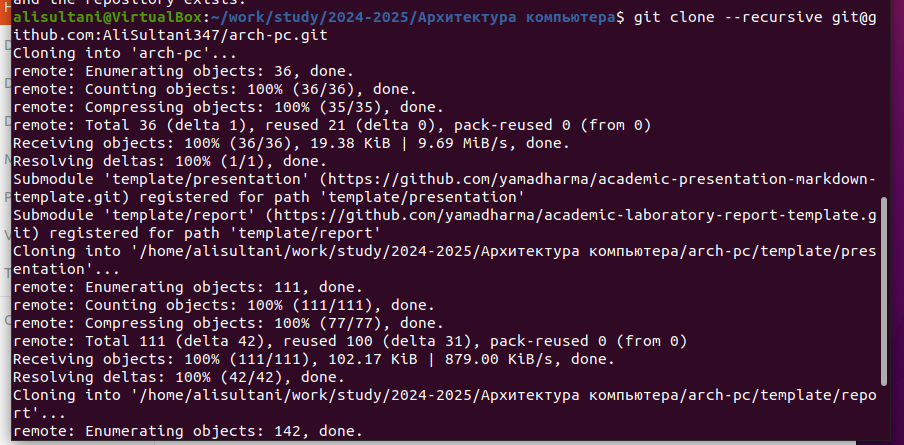 and the repository exists.
alisultani@VirtualBox:~/work/study/2024-2025/Архитектура компьютера$ git clone --recursive git@g
ithub.com:AliSultani347/arch-pc.git
Cloning into 'arch-pc'...
remote: Enumerating objects: 36, done.
remote: Counting objects: 100% (36/36), done.
remote: Compressing objects: 100% (35/35), done.
remote: Total 36 (delta 1), reused 21 (delta 0), pack-reused 0 (from 0)
Receiving objects: 100% (36/36), 19.38 KiB | 9.69 MiB/s, done.
Resolving deltas: 100% (1/1), done.
Submodule 'template/presentation' (https://github.com/yamadharma/academic-presentation-markdown-
template.git) registered for path 'template/presentation'
Submodule 'template/report' (https://github.com/yamadharma/academic-laboratory-report-template.g
it) registered for path 'template/report'
Cloning into '/home/alisultani/work/study/2024-2025/Архитектура компьютера/arch-pc/template/pres
entation'...
remote: Enumerating objects: 111, done.
remote: Counting objects: 100% (111/111), done.
remote: Compressing objects: 100% (77/77), done.
remote: Total 111 (delta 42), reused 100 (delta 31), pack-reused 0 (from 0)
Receiving objects: 100% (111/111), 102.17 KiB | 879.00 KiB/s, done.
Resolving deltas: 100% (42/42), done.
Cloning into '/home/alisultani/work/study/2024-2025/Архитектура компьютера/arch-pc/template/repo
rt'...
remote: Enumerating objects: 142, done.